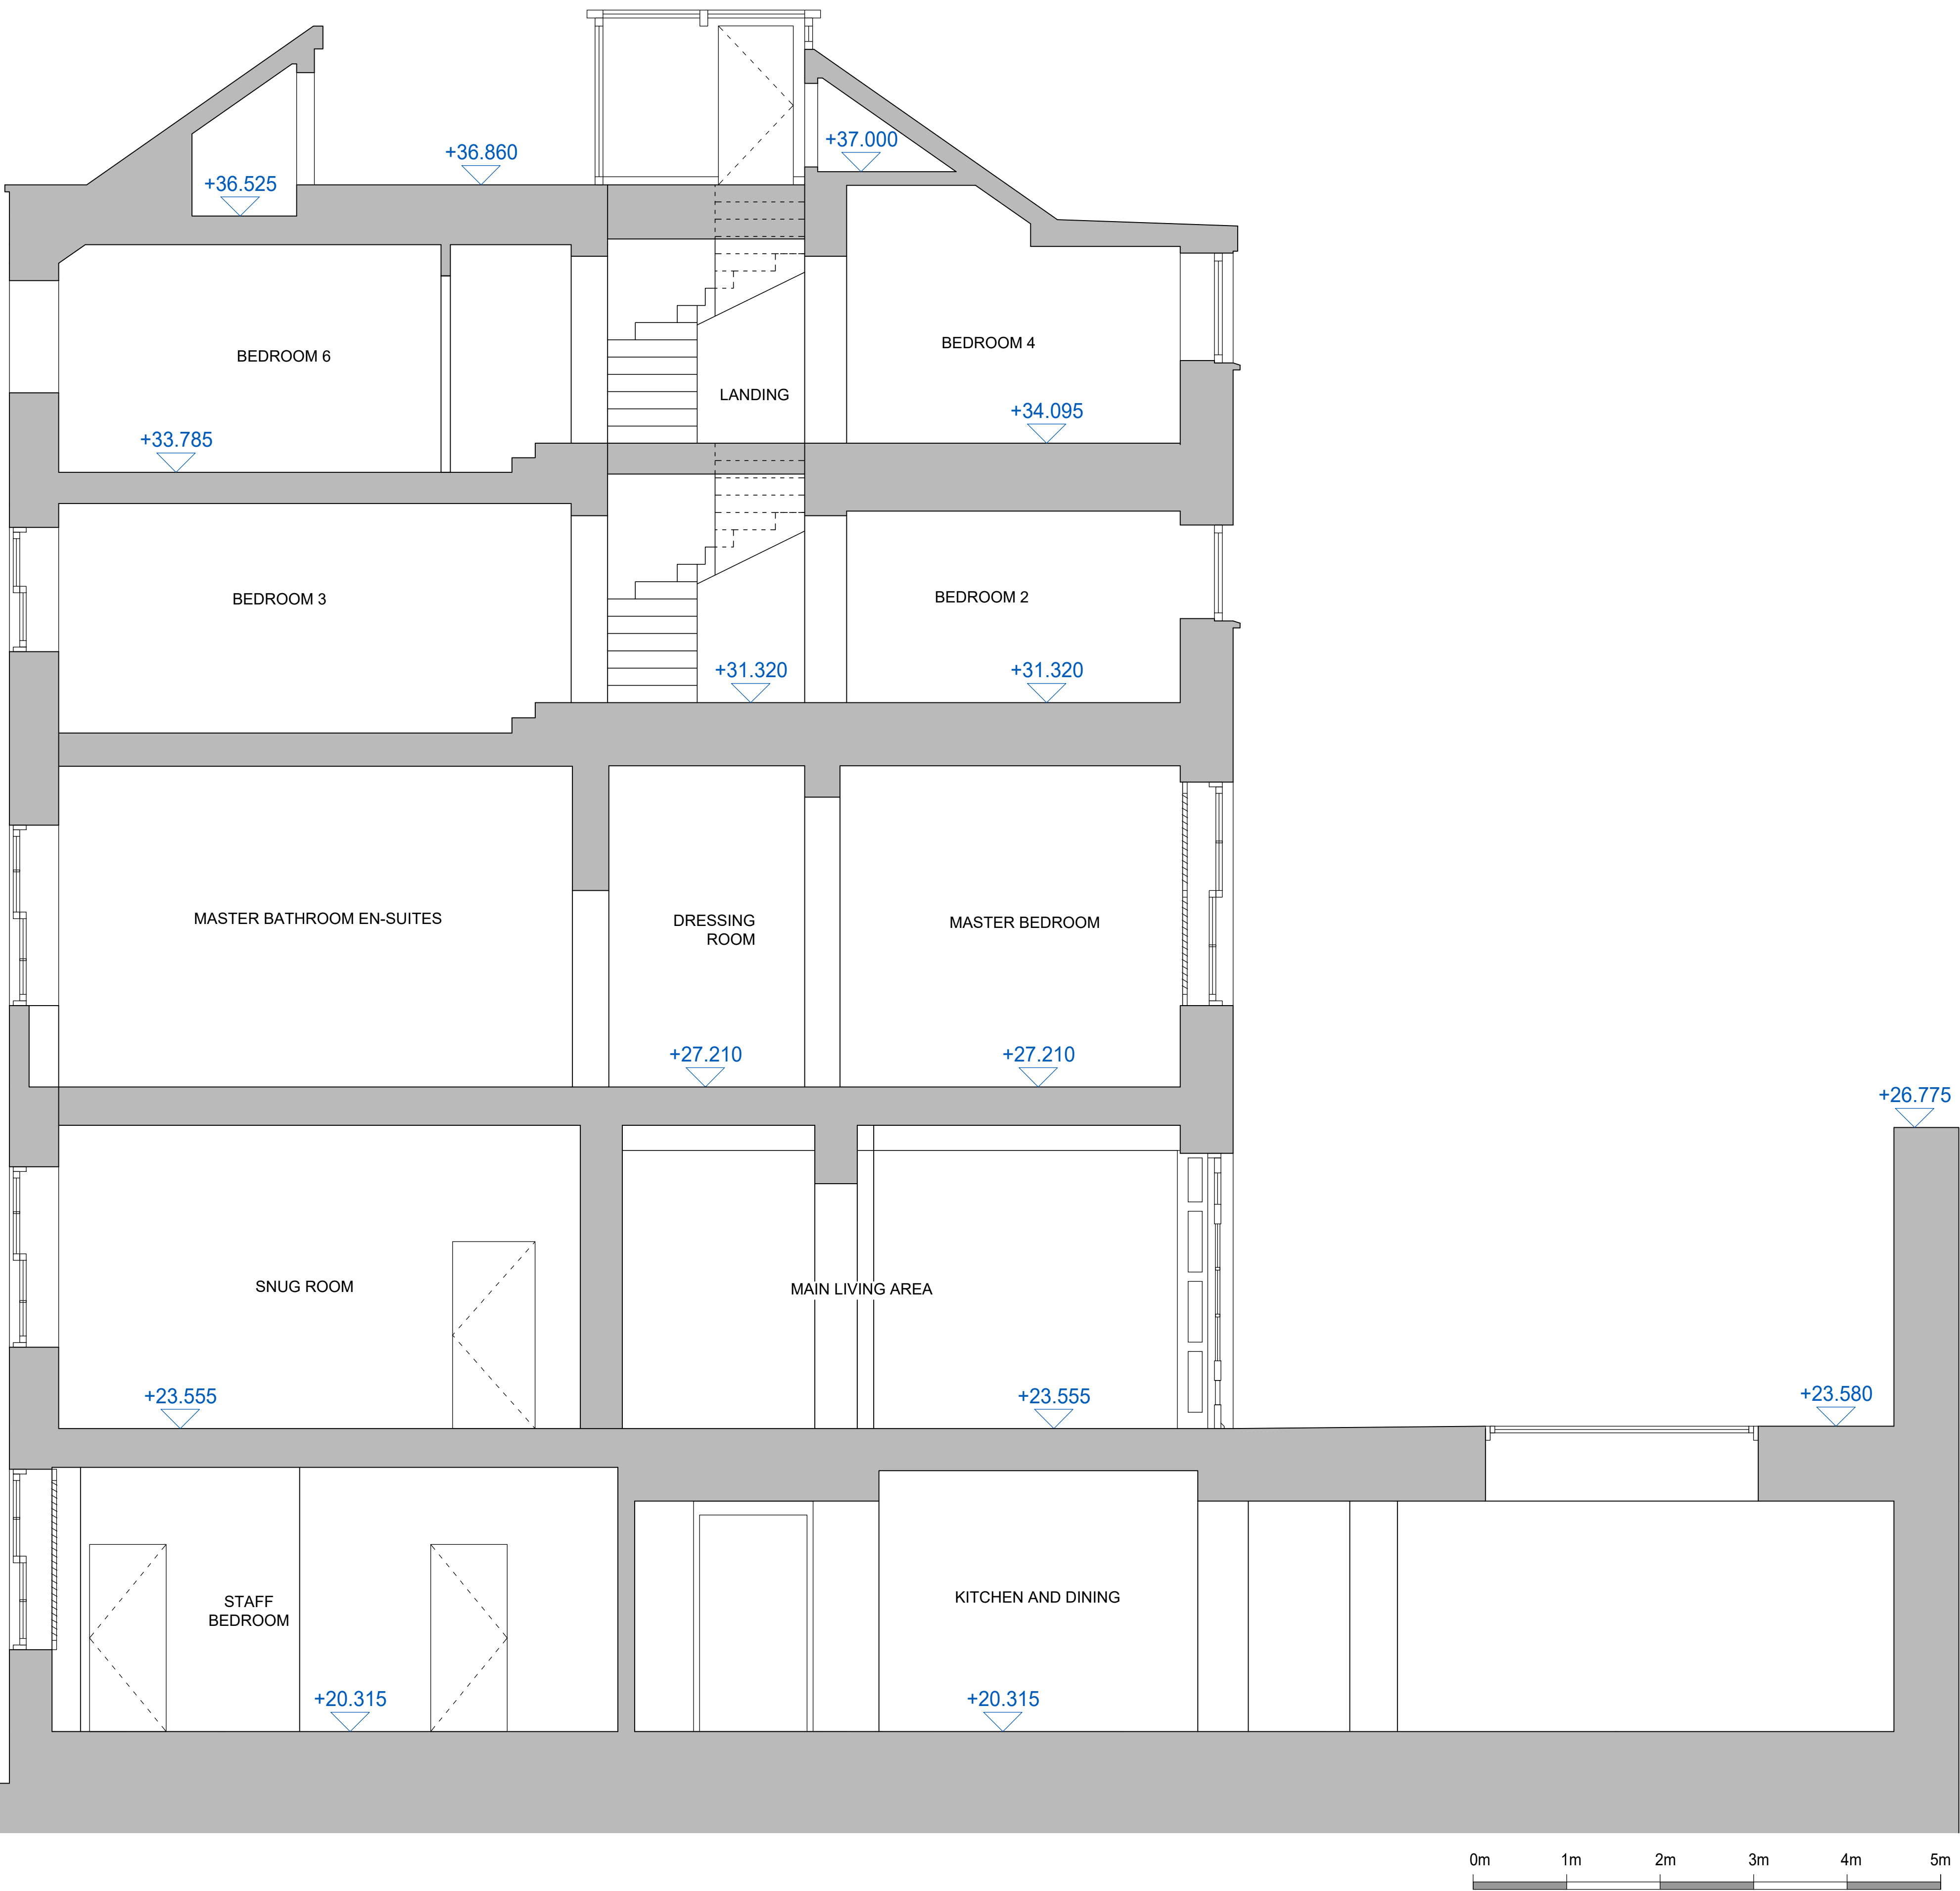 +37.000
+36.860
+36.525
BEDROOM 4
BEDROOM 6
LANDING
+34.095
+33.785
BEDROOM 2
BEDROOM 3
+31.320
+31.320
MASTER BATHROOM EN-SUITES
DRESSING
ROOM
MASTER BEDROOM
+27.210
+27.210
+26.775
SNUG ROOM
MAIN LIVING AREA
+23.555
+23.555
+23.580
STAFF
BEDROOM
KITCHEN AND DINING
+20.315
+20.315
0m 1m 2m 3m 4m 5m